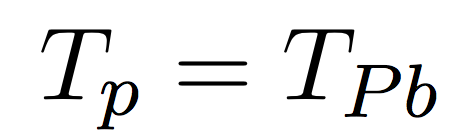 $T_p = T_{Pb}$